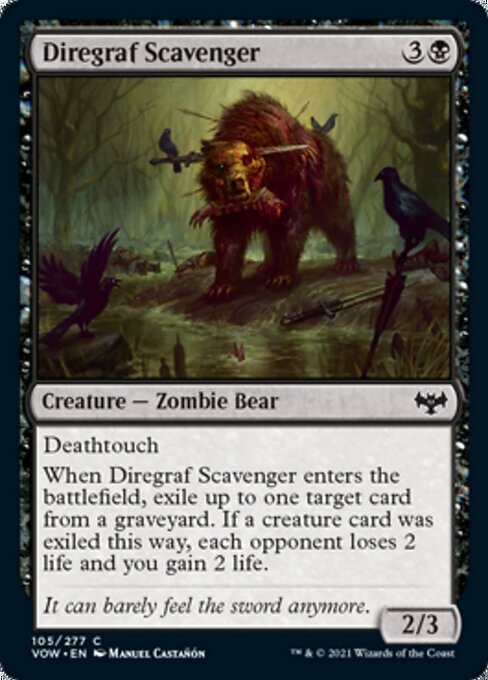 Diregraf Scavenger 3
Creature — Zombie Bear
Deathtouch
When Diregraf Scavenger enters the
battlefield, exile up to one target card
from a graveyard. If a creature card was
exiled this way, each opponent loses 2
life and you gain 2 life.
It can barely feel the sword anymore.
2/3
105/277 C
VOW • EN Manuel Castañón
™ & © 2021 Wizards of the Coast